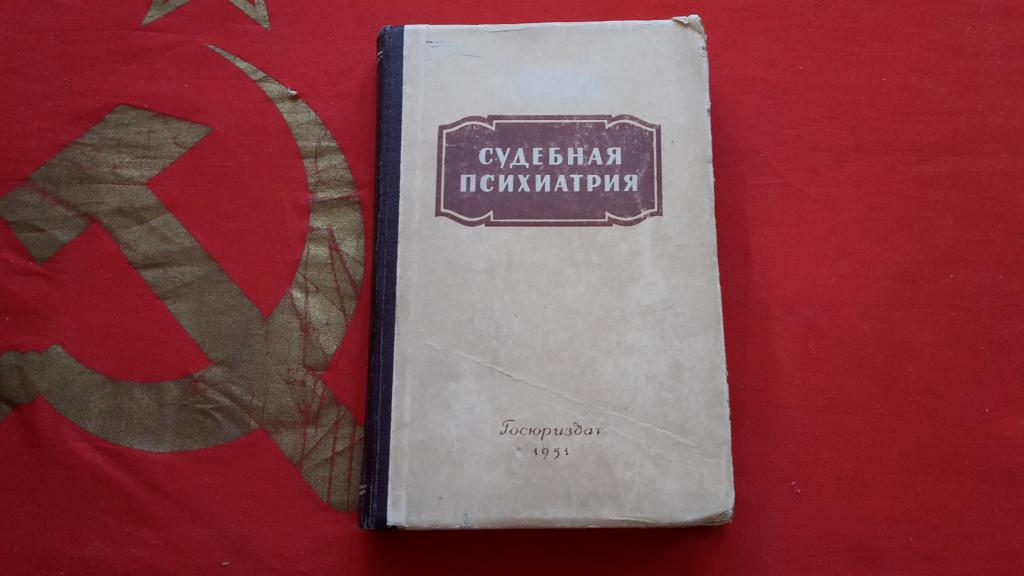 СУДЕБНАЯ
ПСИХИАТРИЯ
Госюриздат
1951